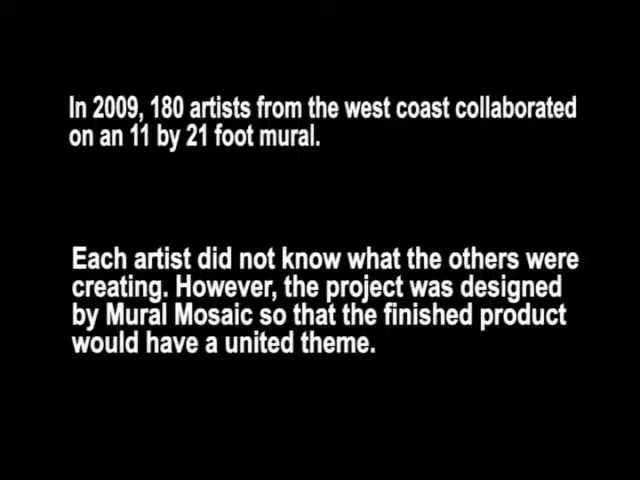 In 2009, 180 artists from the west coast collaborated
on an 11 by 21 foot mural.
Each artist did not know what the others were
creating. However, the project was designed
by Mural Mosaic so that the finished product
would have a united theme.